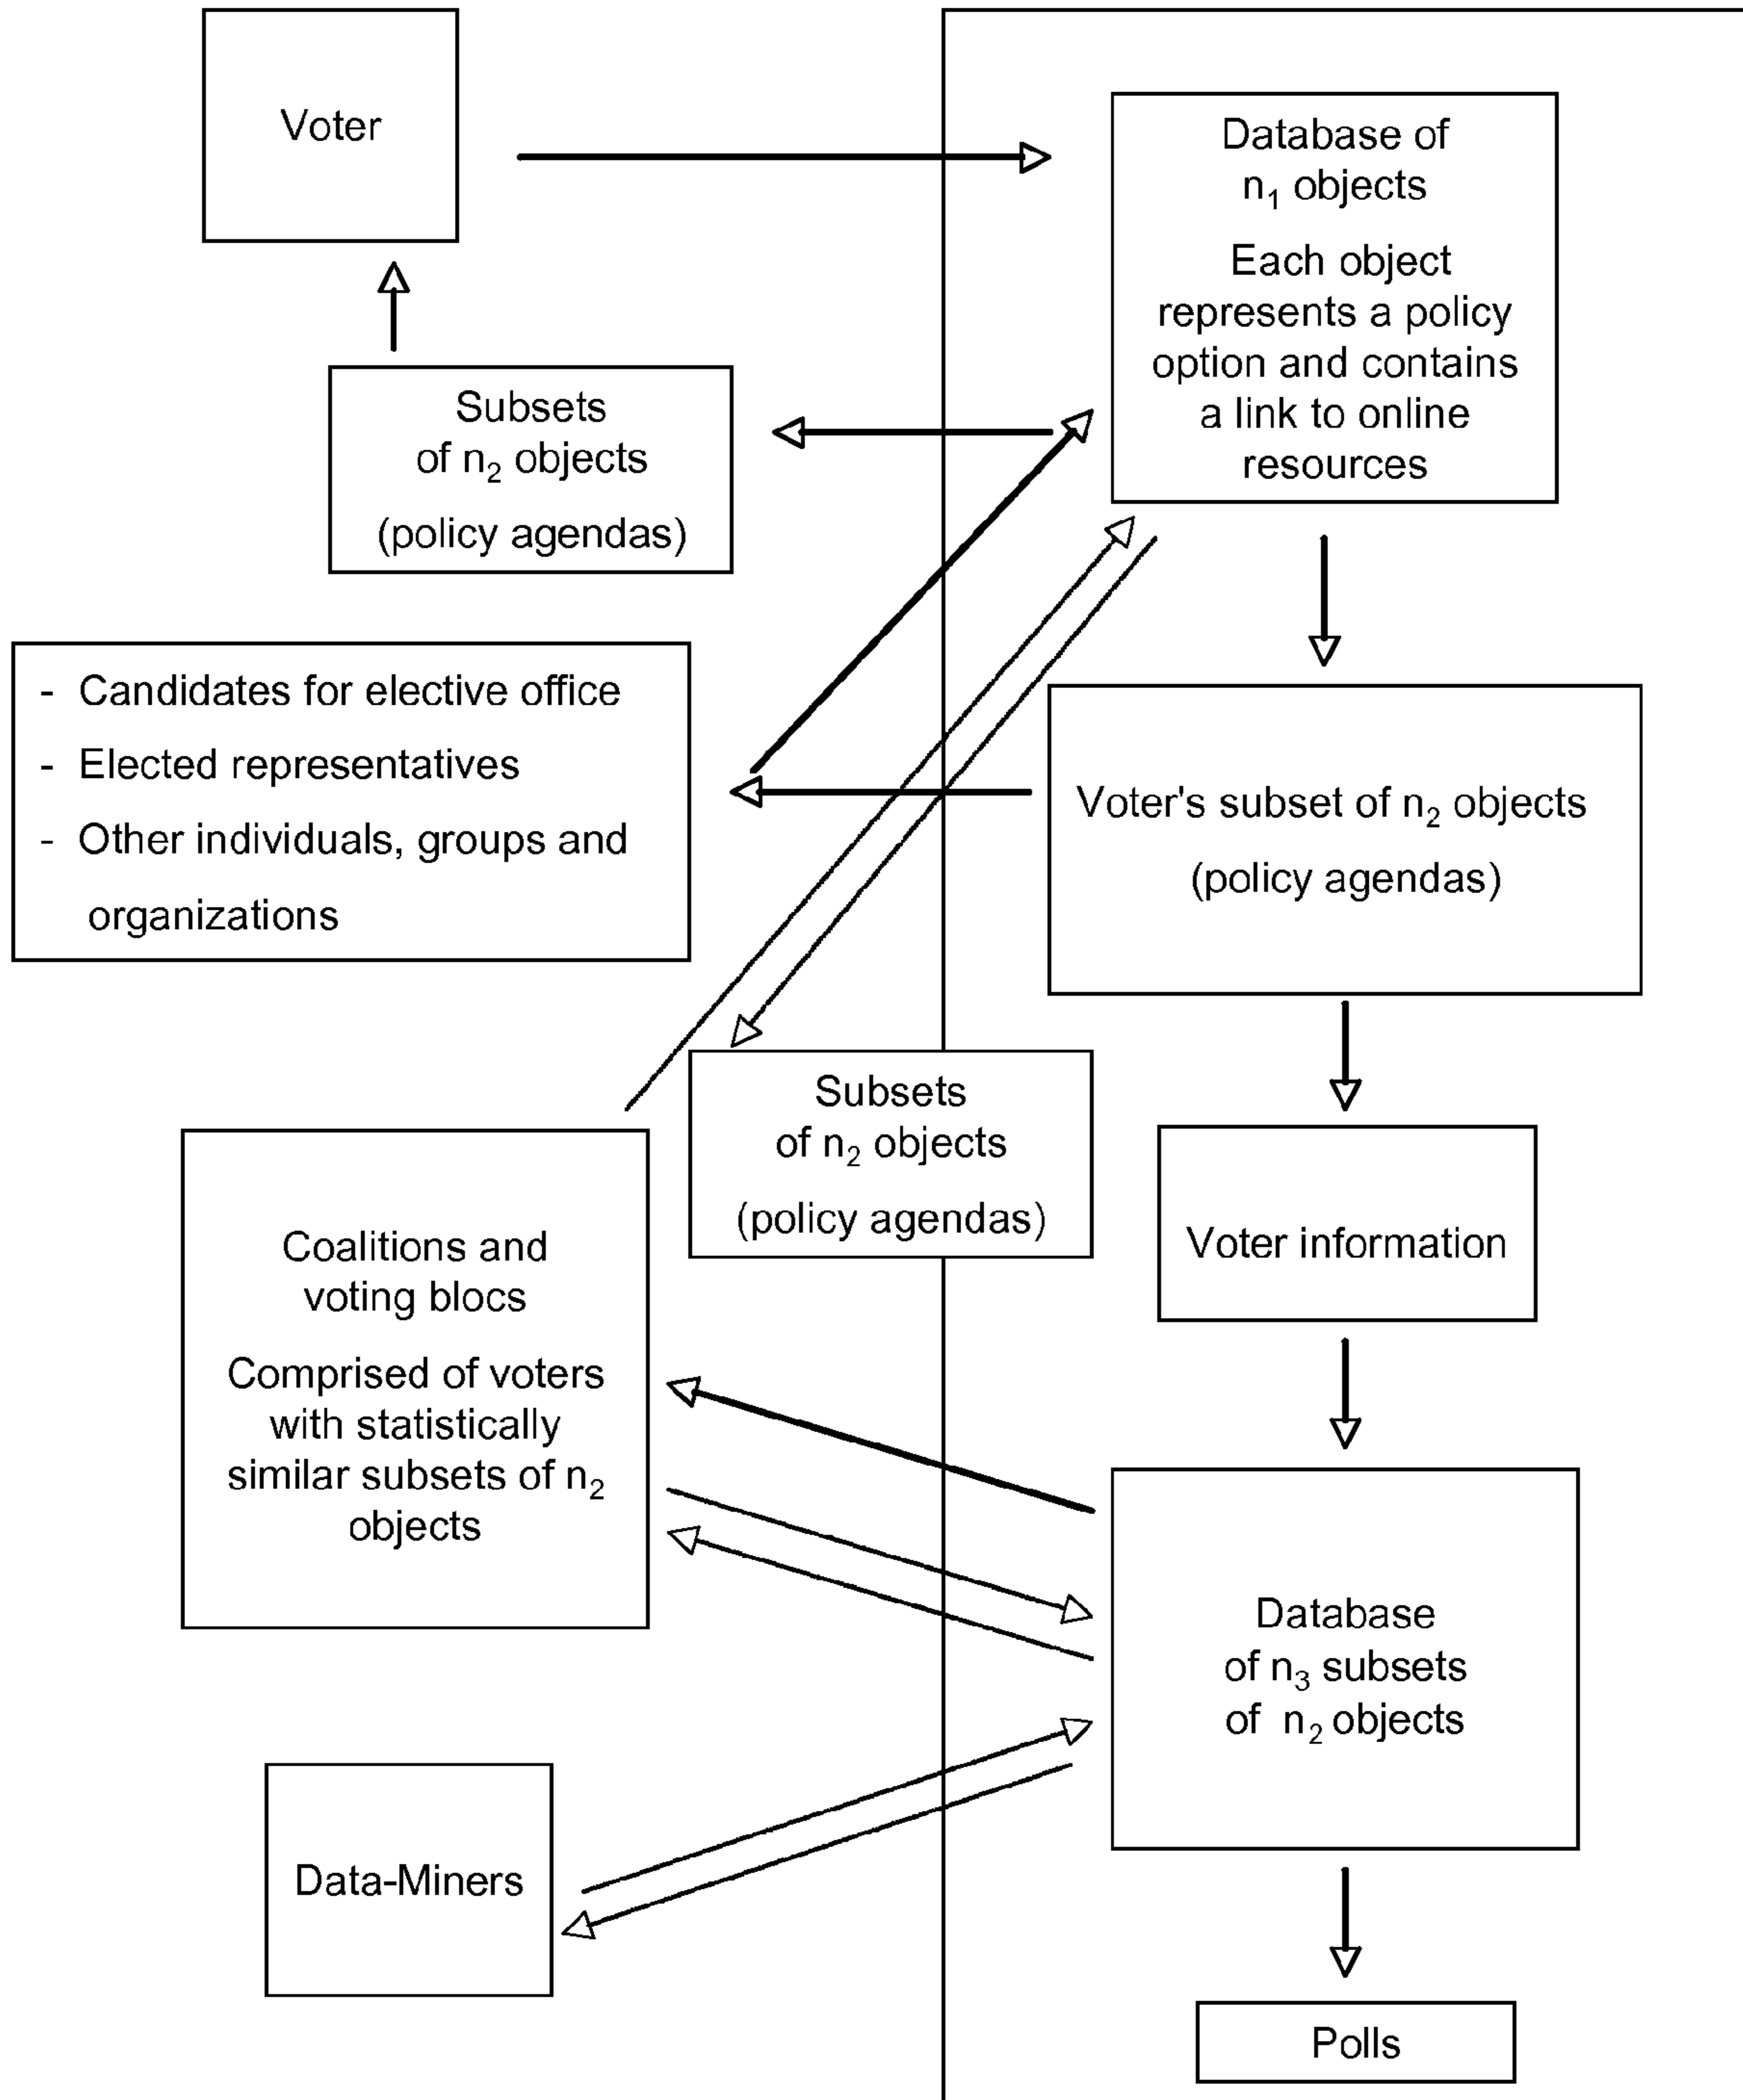 Voter
Database of
n₁ objects
Each object
represents a policy
option and contains
a link to online
resources
Subsets
of n₂ objects
(policy agendas)
- Candidates for elective office
- Elected representatives
- Other individuals, groups and
organizations
Voter's subset of n₂ objects
(policy agendas)
Subsets
of n₂ objects
(policy agendas)
Voter information
Coalitions and
voting blocs
Comprised of voters
with statistically
similar subsets of n₂
objects
Database
of n₃ subsets
of n₂ objects
Data-Miners
Polls